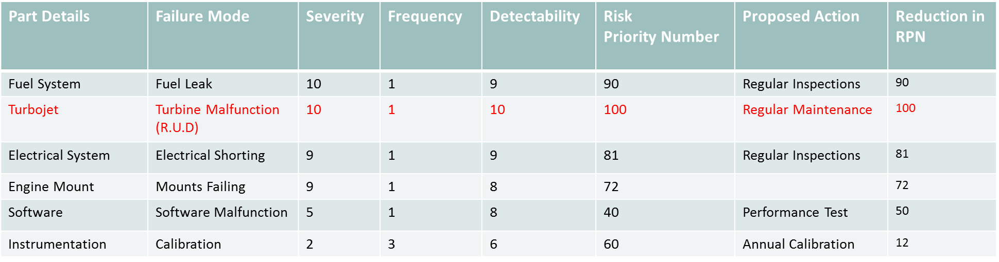 Part Details Failure Mode Severity Frequency Detectability Risk Priority Number Proposed Action Reduction in RPN
Fuel System Fuel Leak 10 1 9 90 Regular Inspections 90
Turbojet Turbine Malfunction (R.U.D) 10 1 10 100 Regular Maintenance 100
Electrical System Electrical Shorting 9 1 9 81 Regular Inspections 81
Engine Mount Mounts Failing 9 1 8 72 72
Software Software Malfunction 5 1 8 40 Performance Test 50
Instrumentation Calibration 2 3 6 60 Annual Calibration 12